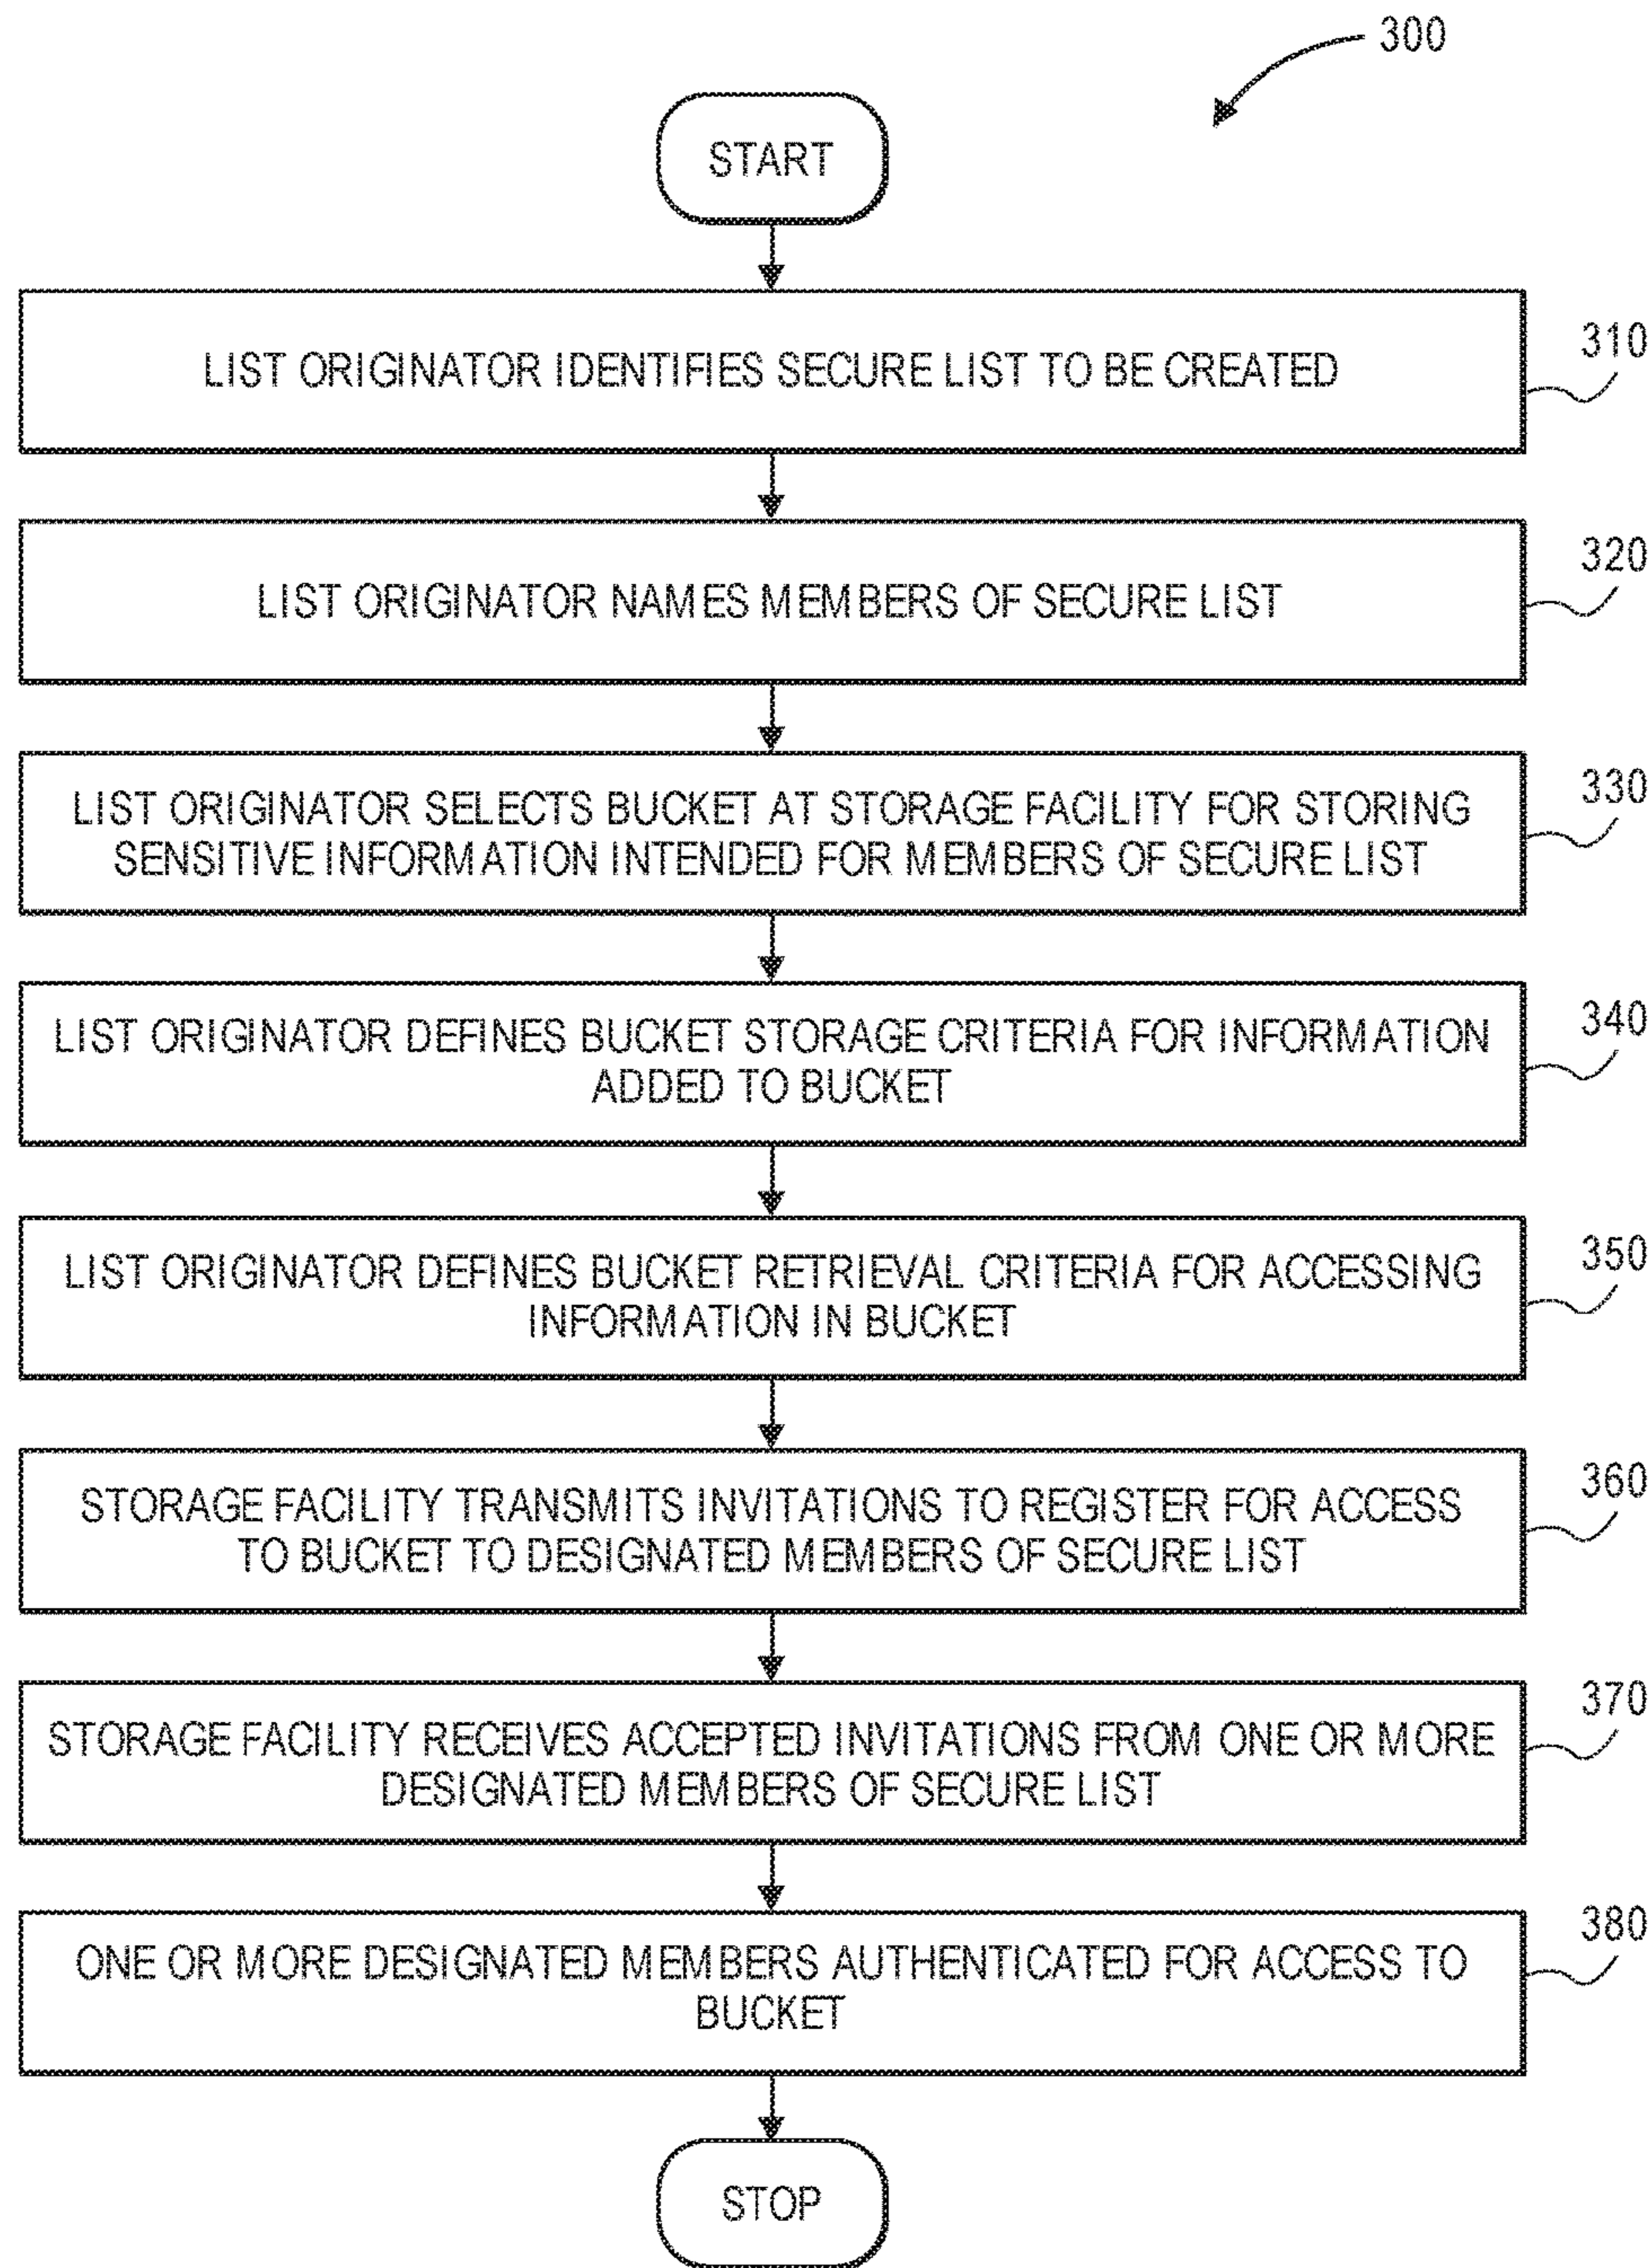 300
START
LIST ORIGINATOR IDENTIFIES SECURE LIST TO BE CREATED
310
LIST ORIGINATOR NAMES MEMBERS OF SECURE LIST
320
LIST ORIGINATOR SELECTS BUCKET AT STORAGE FACILITY FOR STORING
SENSITIVE INFORMATION INTENDED FOR MEMBERS OF SECURE LIST
330
LIST ORIGINATOR DEFINES BUCKET STORAGE CRITERIA FOR INFORMATION
ADDED TO BUCKET
340
LIST ORIGINATOR DEFINES BUCKET RETRIEVAL CRITERIA FOR ACCESSING
INFORMATION IN BUCKET
350
STORAGE FACILITY TRANSMITS INVITATIONS TO REGISTER FOR ACCESS
TO BUCKET TO DESIGNATED MEMBERS OF SECURE LIST
360
STORAGE FACILITY RECEIVES ACCEPTED INVITATIONS FROM ONE OR MORE
DESIGNATED MEMBERS OF SECURE LIST
370
ONE OR MORE DESIGNATED MEMBERS AUTHENTICATED FOR ACCESS TO
BUCKET
380
STOP